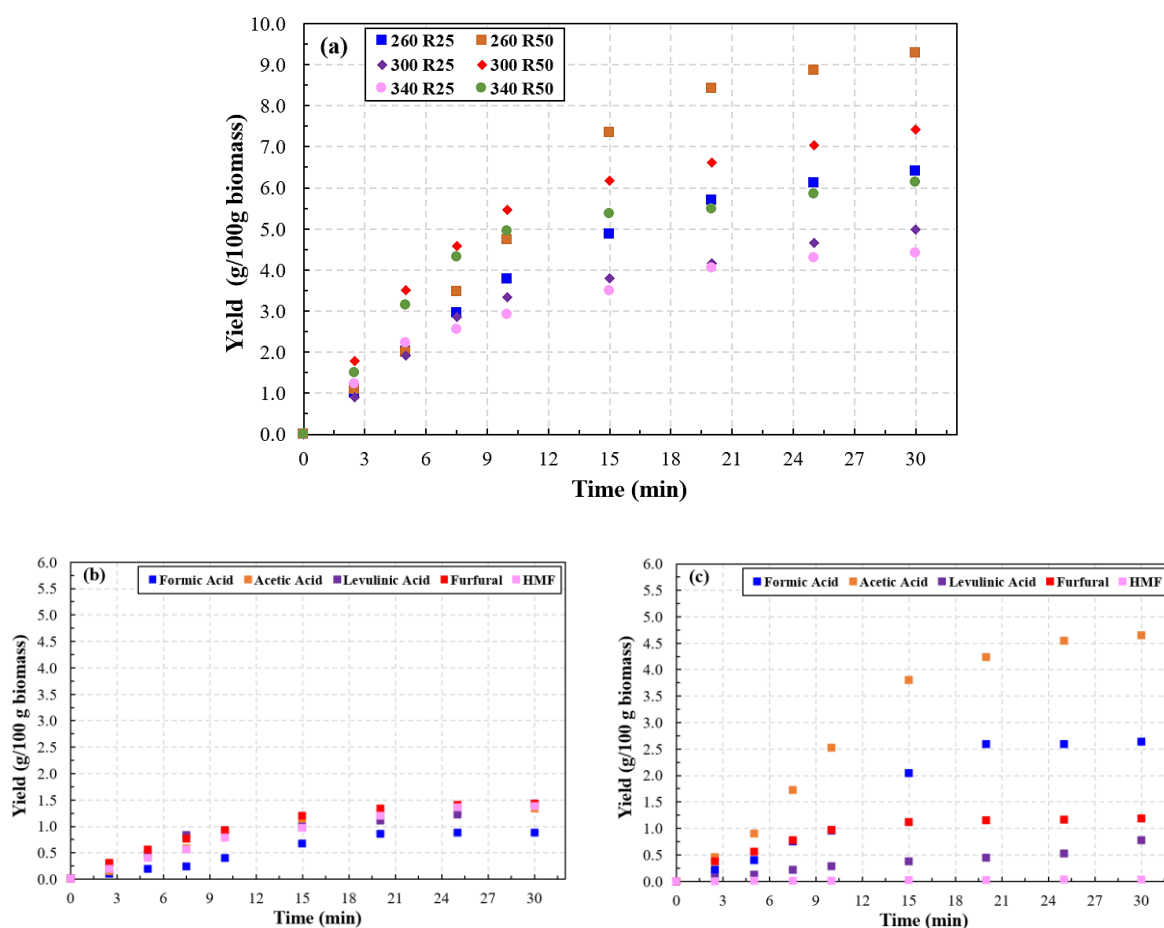 (a)
260 R25 260 R50
300 R25 300 R50
340 R25 340 R50
Yield (g/100g biomass)
10.0
9.0
8.0
7.0
6.0
5.0
4.0
3.0
2.0
1.0
0.0
0 3 6 9 12 15 18 21 24 27 30
Time (min)
(b)
Formic Acid Acetic Acid Levulinic Acid Furfural HMF
Yield (g/100 g biomass)
6.0
5.5
5.0
4.5
4.0
3.5
3.0
2.5
2.0
1.5
1.0
0.5
0.0
0 3 6 9 12 15 18 21 24 27 30
Time (min)
(c)
Formic Acid Acetic Acid Levulinic Acid Furfural HMF
Yield (g/100 g biomass)
6.0
5.5
5.0
4.5
4.0
3.5
3.0
2.5
2.0
1.5
1.0
0.5
0.0
0 3 6 9 12 15 18 21 24 27 30
Time (min)